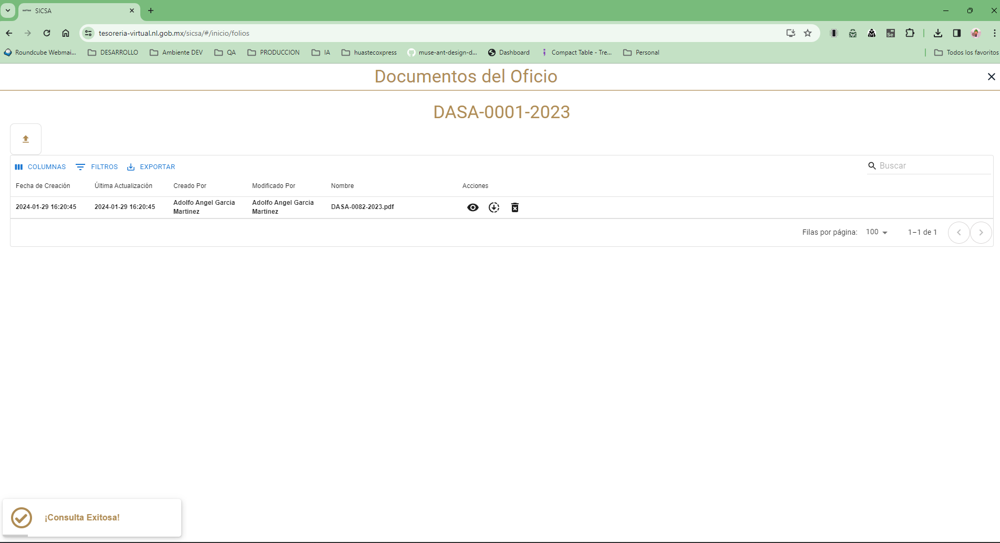 SICSA
tesoreria-virtual.nl.gob.mx/sicsa/#/inicio/folios
Roundcube Webmai... DESARROLLO Ambiente DEV QA PRODUCCION IA huastecoxpress muse-ant-design-d... Dashboard Compact Table - Tre... Personal Todos los favoritos
Documentos del Oficio
DASA-0001-2023
COLUMNAS FILTROS EXPORTAR Buscar
Fecha de Creación Última Actualización Creado Por Modificado Por Nombre Acciones
2024-01-29 16:20:45 2024-01-29 16:20:45 Adolfo Angel Garcia Martinez Adolfo Angel Garcia Martinez DASA-0082-2023.pdf
Filas por página: 100 1–1 de 1
¡Consulta Exitosa!